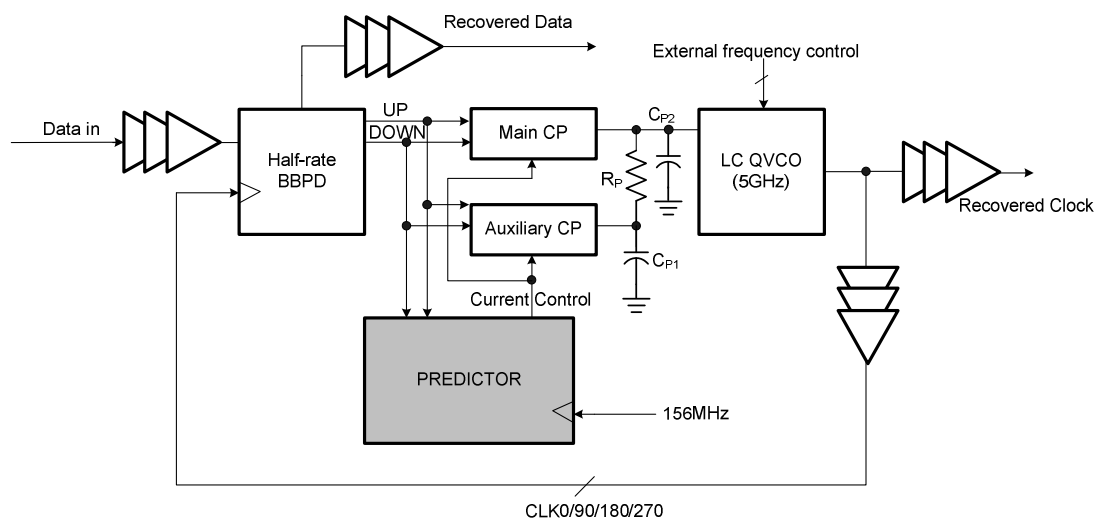 Recovered Data
External frequency control
Data in
UP
DOWN
Half-rate
BBPD
Main CP
CP2
LC QVCO
(5GHz)
RP
Recovered Clock
Auxiliary CP
CP1
Current Control
PREDICTOR
156MHz
CLK0/90/180/270